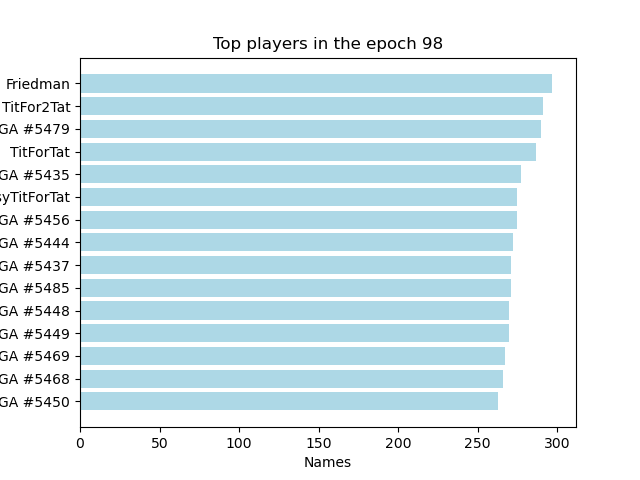 Top players in the epoch 98
Friedman
TitFor2Tat
GA #5479
TitForTat
GA #5435
syTitForTat
GA #5456
GA #5444
GA #5437
GA #5485
GA #5448
GA #5449
GA #5469
GA #5468
GA #5450
0 50 100 150 200 250 300
Names